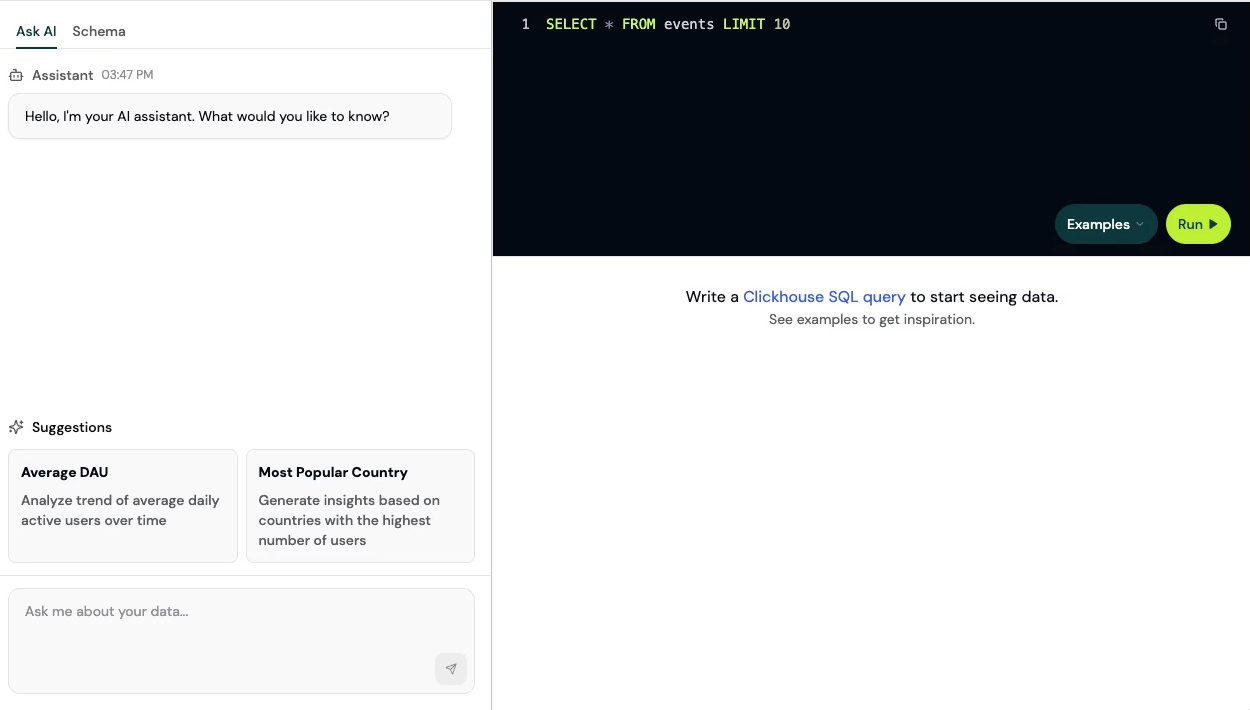 Ask AI Schema
Assistant 03:47 PM
Hello, I'm your AI assistant. What would you like to know?
Suggestions
Average DAU
Analyze trend of average daily
active users over time
Most Popular Country
Generate insights based on
countries with the highest
number of users
Ask me about your data...
1 SELECT * FROM events LIMIT 10
Examples
Run
Write a Clickhouse SQL query to start seeing data.
See examples to get inspiration.